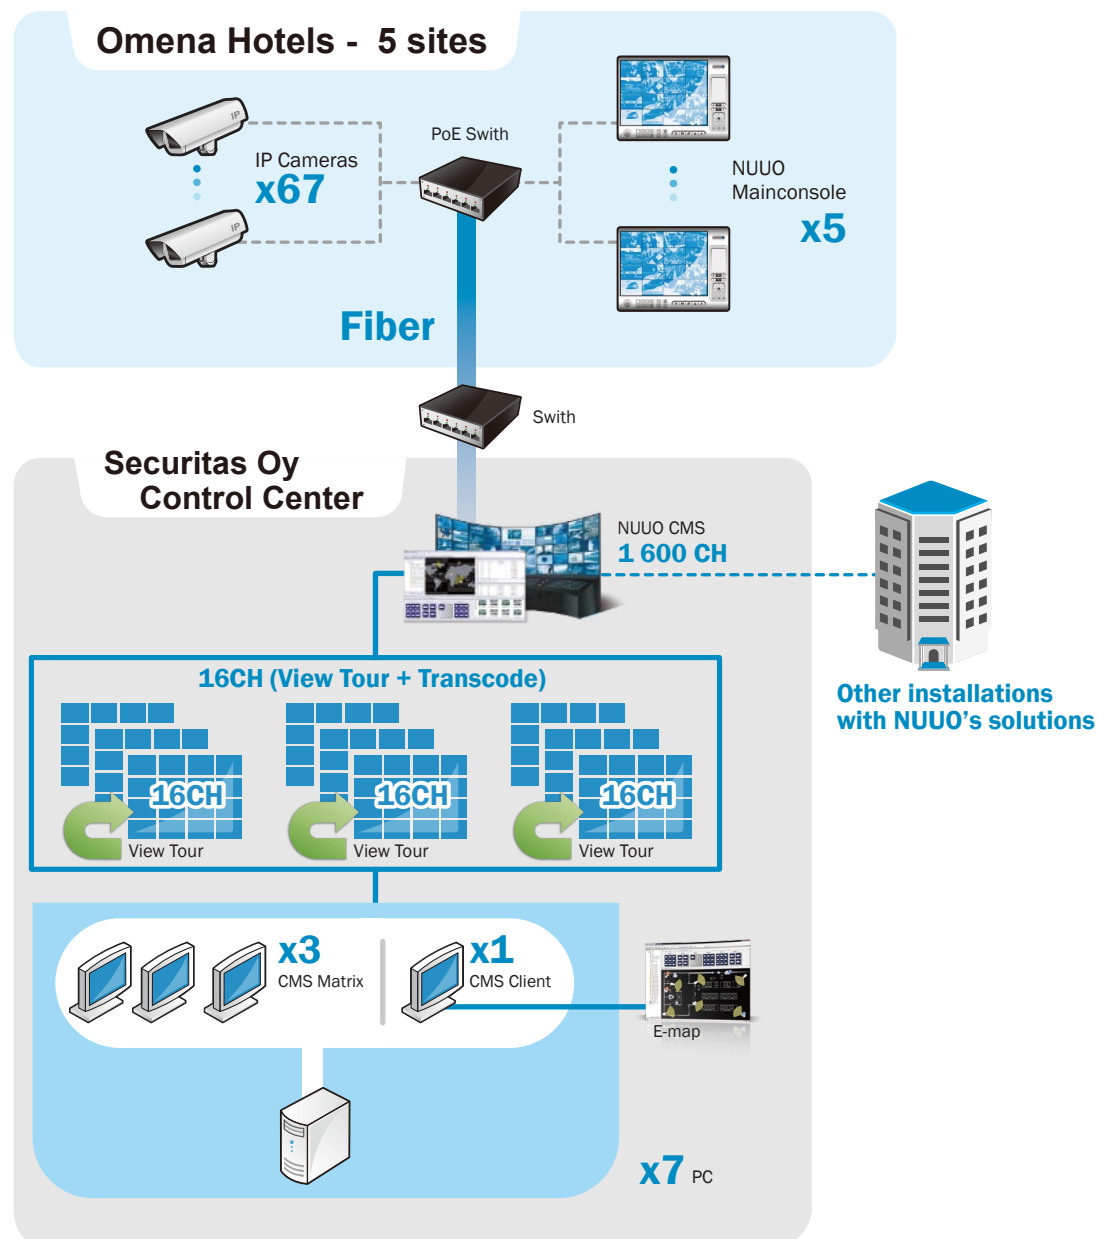 Omena Hotels -  5 sites
IP
IP Cameras
x67
IP
PoE Swith
NUUO
Mainconsole
x5
Fiber
Swith
Securitas Oy
Control Center
NUUO CMS
1 600 CH
16CH (View Tour + Transcode)
16CH
View Tour
16CH
View Tour
16CH
View Tour
Other installations
with NUUO's solutions
x3
CMS Matrix
x1
CMS Client
E-map
x7 PC